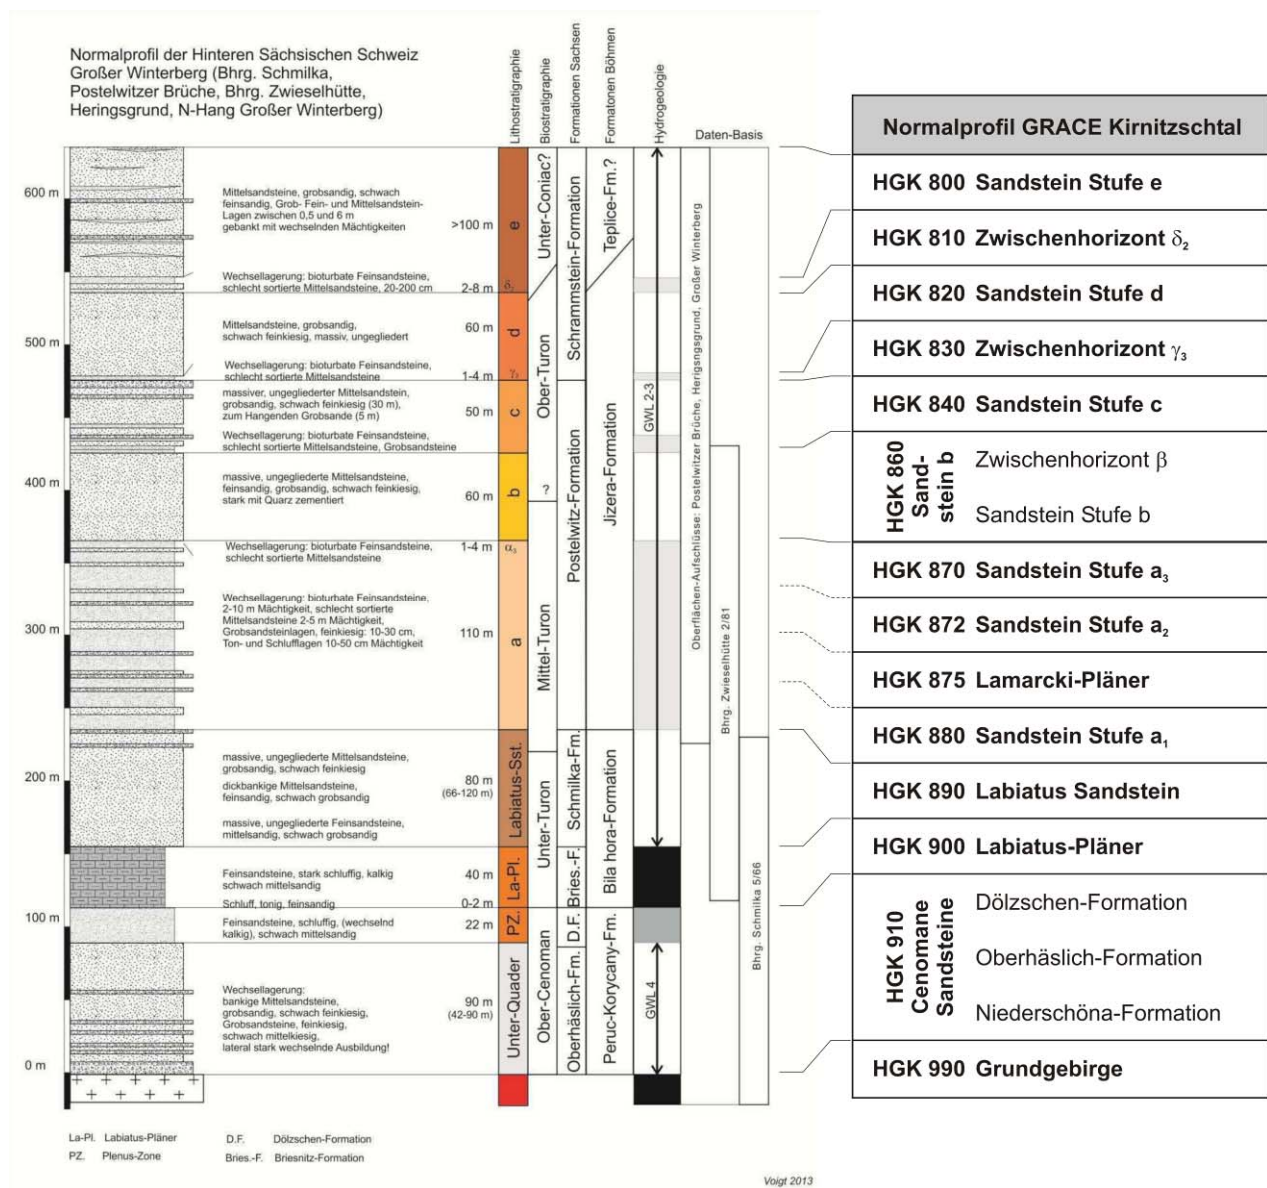 Normalprofil der Hinteren Sächsischen Schweiz
Großer Winterberg (Bhrg. Schmilka,
Postelwitzer Brüche, Bhrg. Zwieselhütte,
Heringsgrund, N-Hang Großer Winterberg)
Lithostratigraphie
Biostratigraphie
Formationen Sachsen
Formatonen Böhmen
Hydrogeologie
Daten-Basis
600 m
500 m
400 m
300 m
200 m
100 m
0 m
Mittelsandsteine, grobsandig, schwach
feinsandig, Grob- Fein- und Mittelsandstein-
Lagen zwischen 0,5 und 6 m
gebankt mit wechselnden Mächtigkeiten
>100 m
Wechsellagerung: bioturbate Feinsandsteine,
schlecht sortierte Mittelsandsteine, 20-200 cm
2-8 m
Mittelsandsteine, grobsandig,
schwach feinkiesig, massiv, ungegliedert
60 m
Wechsellagerung: bioturbate Feinsandsteine,
schlecht sortierte Mittelsandsteine
1-4 m
massiver, ungegliederter Mittelsandstein,
grobsandig, schwach feinkiesig (30 m),
zum Hangenden Grobsande (5 m)
50 m
Wechsellagerung: bioturbate Feinsandsteine,
schlecht sortierte Mittelsandsteine, Grobsandsteine
massive, ungegliederte Mittelsandsteine,
feinsandig, grobsandig, schwach feinkiesig,
stark mit Quarz zementiert
60 m
Wechsellagerung: bioturbate Feinsandsteine,
schlecht sortierte Mittelsandsteine
1-4 m
Wechsellagerung: bioturbate Feinsandsteine,
2-10 m Mächtigkeit, schlecht sortierte
Mittelsandsteine 2-5 m Mächtigkeit,
Grobsandsteinlagen, feinkiesig: 10-30 cm,
Ton- und Schlufflagen 10-50 cm Mächtigkeit
110 m
massive, ungegliederte Mittelsandsteine,
grobsandig, schwach feinkiesig
dickbankige Mittelsandsteine,
feinsandig, schwach grobsandig
80 m
(66-120 m)
massive, ungegliederte Feinsandsteine,
mittelsandig, schwach grobsandig
Feinsandsteine, stark schluffig, kalkig
schwach mittelsandig
40 m
Schluff, tonig, feinsandig
0-2 m
Feinsandsteine, schluffig, (wechselnd
kalkig), schwach mittelsandig
22 m
Wechsellagerung:
bankige Mittelsandsteine,
grobsandig, schwach feinkiesig,
Grobsandsteine, feinkiesig,
schwach mittelkiesig,
lateral stark wechselnde Ausbildung!
90 m
(42-90 m)
e
δ₂
d
γ₃
c
b
α₃
a
Labiatus-Sst.
La-Pl.
PZ.
Unter-Quader
Unter-Coniac?
Ober-Turon
?
Mittel-Turon
Unter-Turon
Ober-Cenoman
Schrammstein-Formation
Postelwitz-Formation
Schmilka-Fm.
Bries.-F.
D.F.
Oberhäslich-Fm.
Teplice-Fm.?
Jizera-Formation
Bila hora-Formation
Peruc-Korycany-Fm.
GWL 2-3
GWL 4
Oberflächen-Aufschlüsse: Postelwitzer Brüche, Herigsngsgrund, Großer Winterberg
Bhrg. Zwieselhütte 2/81
Bhrg. Schmilka 5/66
La-Pl. Labiatus-Pläner
PZ. Plenus-Zone
D.F. Dölzschen-Formation
Bries.-F. Briesnitz-Formation
Voigt 2013
Normalprofil GRACE Kirnitzschtal
HGK 800 Sandstein Stufe e
HGK 810 Zwischenhorizont δ₂
HGK 820 Sandstein Stufe d
HGK 830 Zwischenhorizont γ₃
HGK 840 Sandstein Stufe c
HGK 860
Sand-
stein b
Zwischenhorizont β
Sandstein Stufe b
HGK 870 Sandstein Stufe a₃
HGK 872 Sandstein Stufe a₂
HGK 875 Lamarcki-Pläner
HGK 880 Sandstein Stufe a₁
HGK 890 Labiatus Sandstein
HGK 900 Labiatus-Pläner
HGK 910
Cenomane
Sandsteine
Dölzschen-Formation
Oberhäslich-Formation
Niederschöna-Formation
HGK 990 Grundgebirge